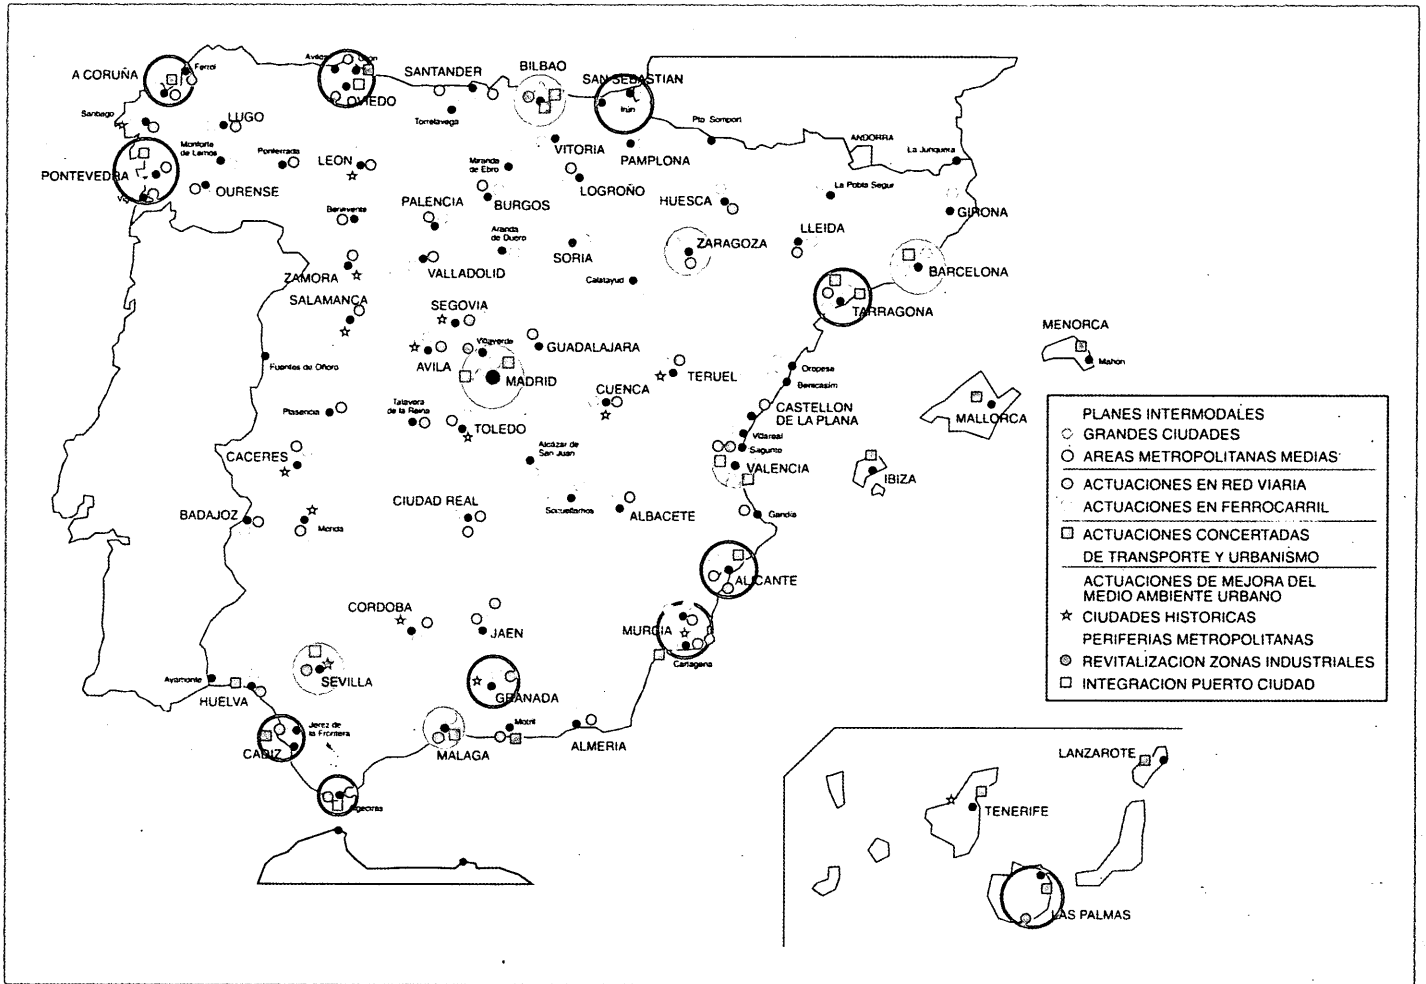 A CORUÑA
Ferrol
Aviles
Gijón
OVIEDO
SANTANDER
Torrelavega
BILBAO
SAN SEBASTIAN
Irún
Santiago
LUGO
Monforte
de Lemos
Ponferrada
LEON
PONTEVEDRA
Vigo
OURENSE
Benavente
PALENCIA
Miranda
de Ebro
BURGOS
VITORIA
PAMPLONA
LOGROÑO
Pto Somport
ANDORRA
La Junquera
HUESCA
La Pobla Segur
GIRONA
Aranda
de Duero
SORIA
ZARAGOZA
LLEIDA
BARCELONA
ZAMORA
VALLADOLID
Calatayud
TARRAGONA
SALAMANCA
SEGOVIA
Villaverde
AVILA
MADRID
GUADALAJARA
MENORCA
Mahon
Fuentes de Oñoro
TERUEL
Oropesa
Benicasim
CUENCA
MALLORCA
Plasencia
Talavera
de la Reina
TOLEDO
CASTELLON
DE LA PLANA
Villareal
Sagunto
Alcázar de
San Juan
CACERES
VALENCIA
IBIZA
CIUDAD REAL
Socuellamos
ALBACETE
Gandia
BADAJOZ
Merida
ALICANTE
CORDOBA
JAEN
MURCIA
Cartagena
Ayamonte
SEVILLA
HUELVA
GRANADA
CADIZ
Jerez de
la Frontera
MALAGA
Motril
ALMERIA
Algeciras
PLANES INTERMODALES
GRANDES CIUDADES
AREAS METROPOLITANAS MEDIAS
ACTUACIONES EN RED VIARIA
ACTUACIONES EN FERROCARRIL
ACTUACIONES CONCERTADAS
DE TRANSPORTE Y URBANISMO
ACTUACIONES DE MEJORA DEL
MEDIO AMBIENTE URBANO
CIUDADES HISTORICAS
PERIFERIAS METROPOLITANAS
REVITALIZACION ZONAS INDUSTRIALES
INTEGRACION PUERTO CIUDAD
LANZAROTE
TENERIFE
LAS PALMAS